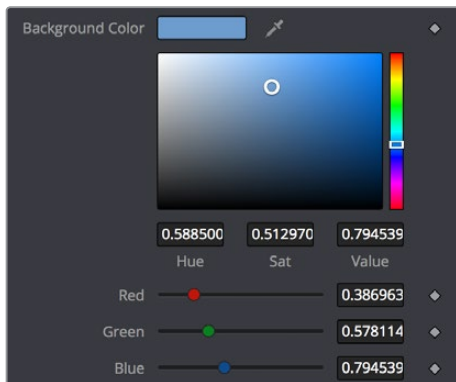 Background Color
0.588500 0.512970 0.794539
Hue Sat Value
Red 0.386963
Green 0.578114
Blue 0.794539